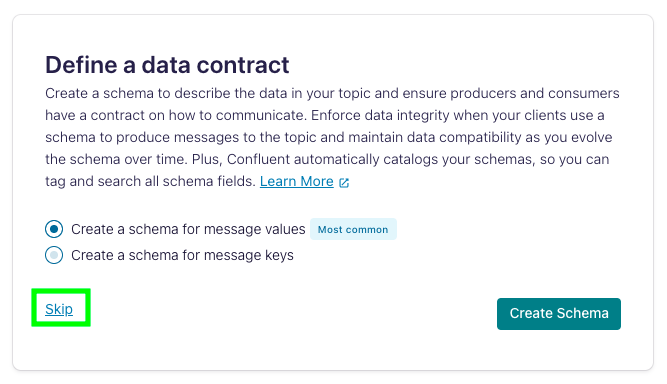 Define a data contract
Create a schema to describe the data in your topic and ensure producers and consumers
have a contract on how to communicate. Enforce data integrity when your clients use a
schema to produce messages to the topic and maintain data compatibility as you evolve
the schema over time. Plus, Confluent automatically catalogs your schemas, so you can
tag and search all schema fields. Learn More
Create a schema for message values Most common
Create a schema for message keys
Skip
Create Schema